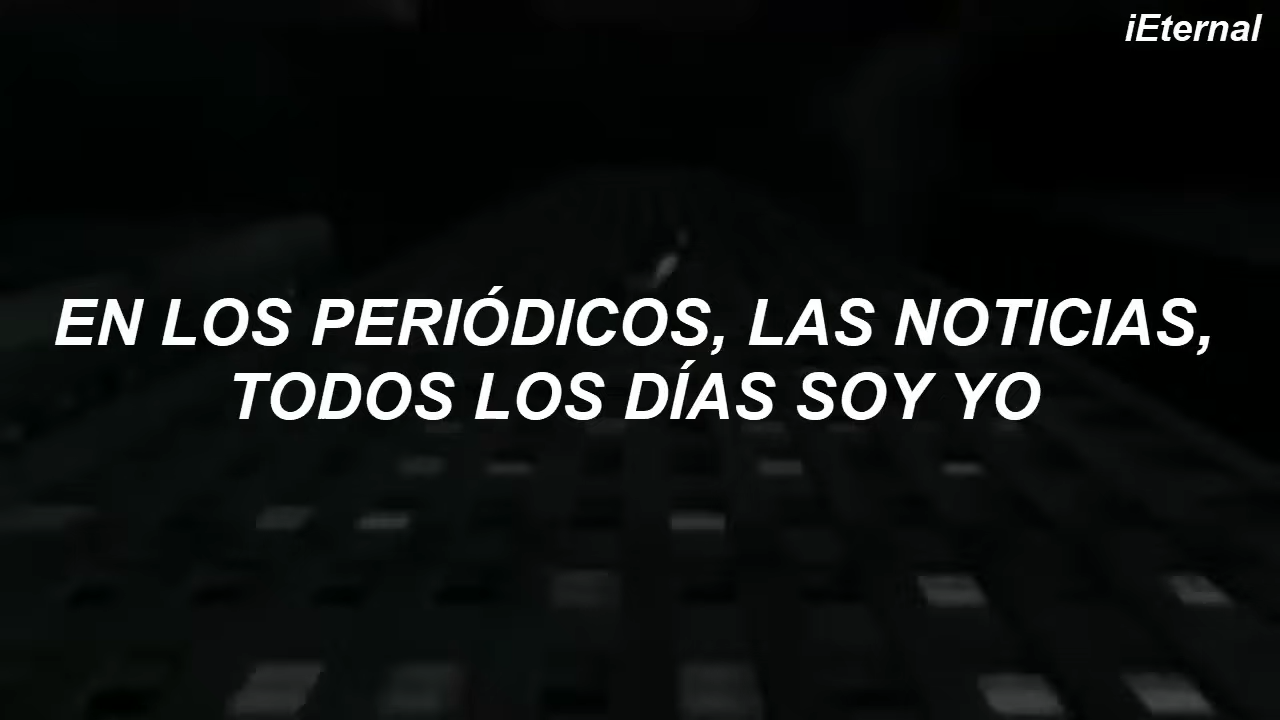 iEternal
EN LOS PERIÓDICOS, LAS NOTICIAS,
TODOS LOS DÍAS SOY YO